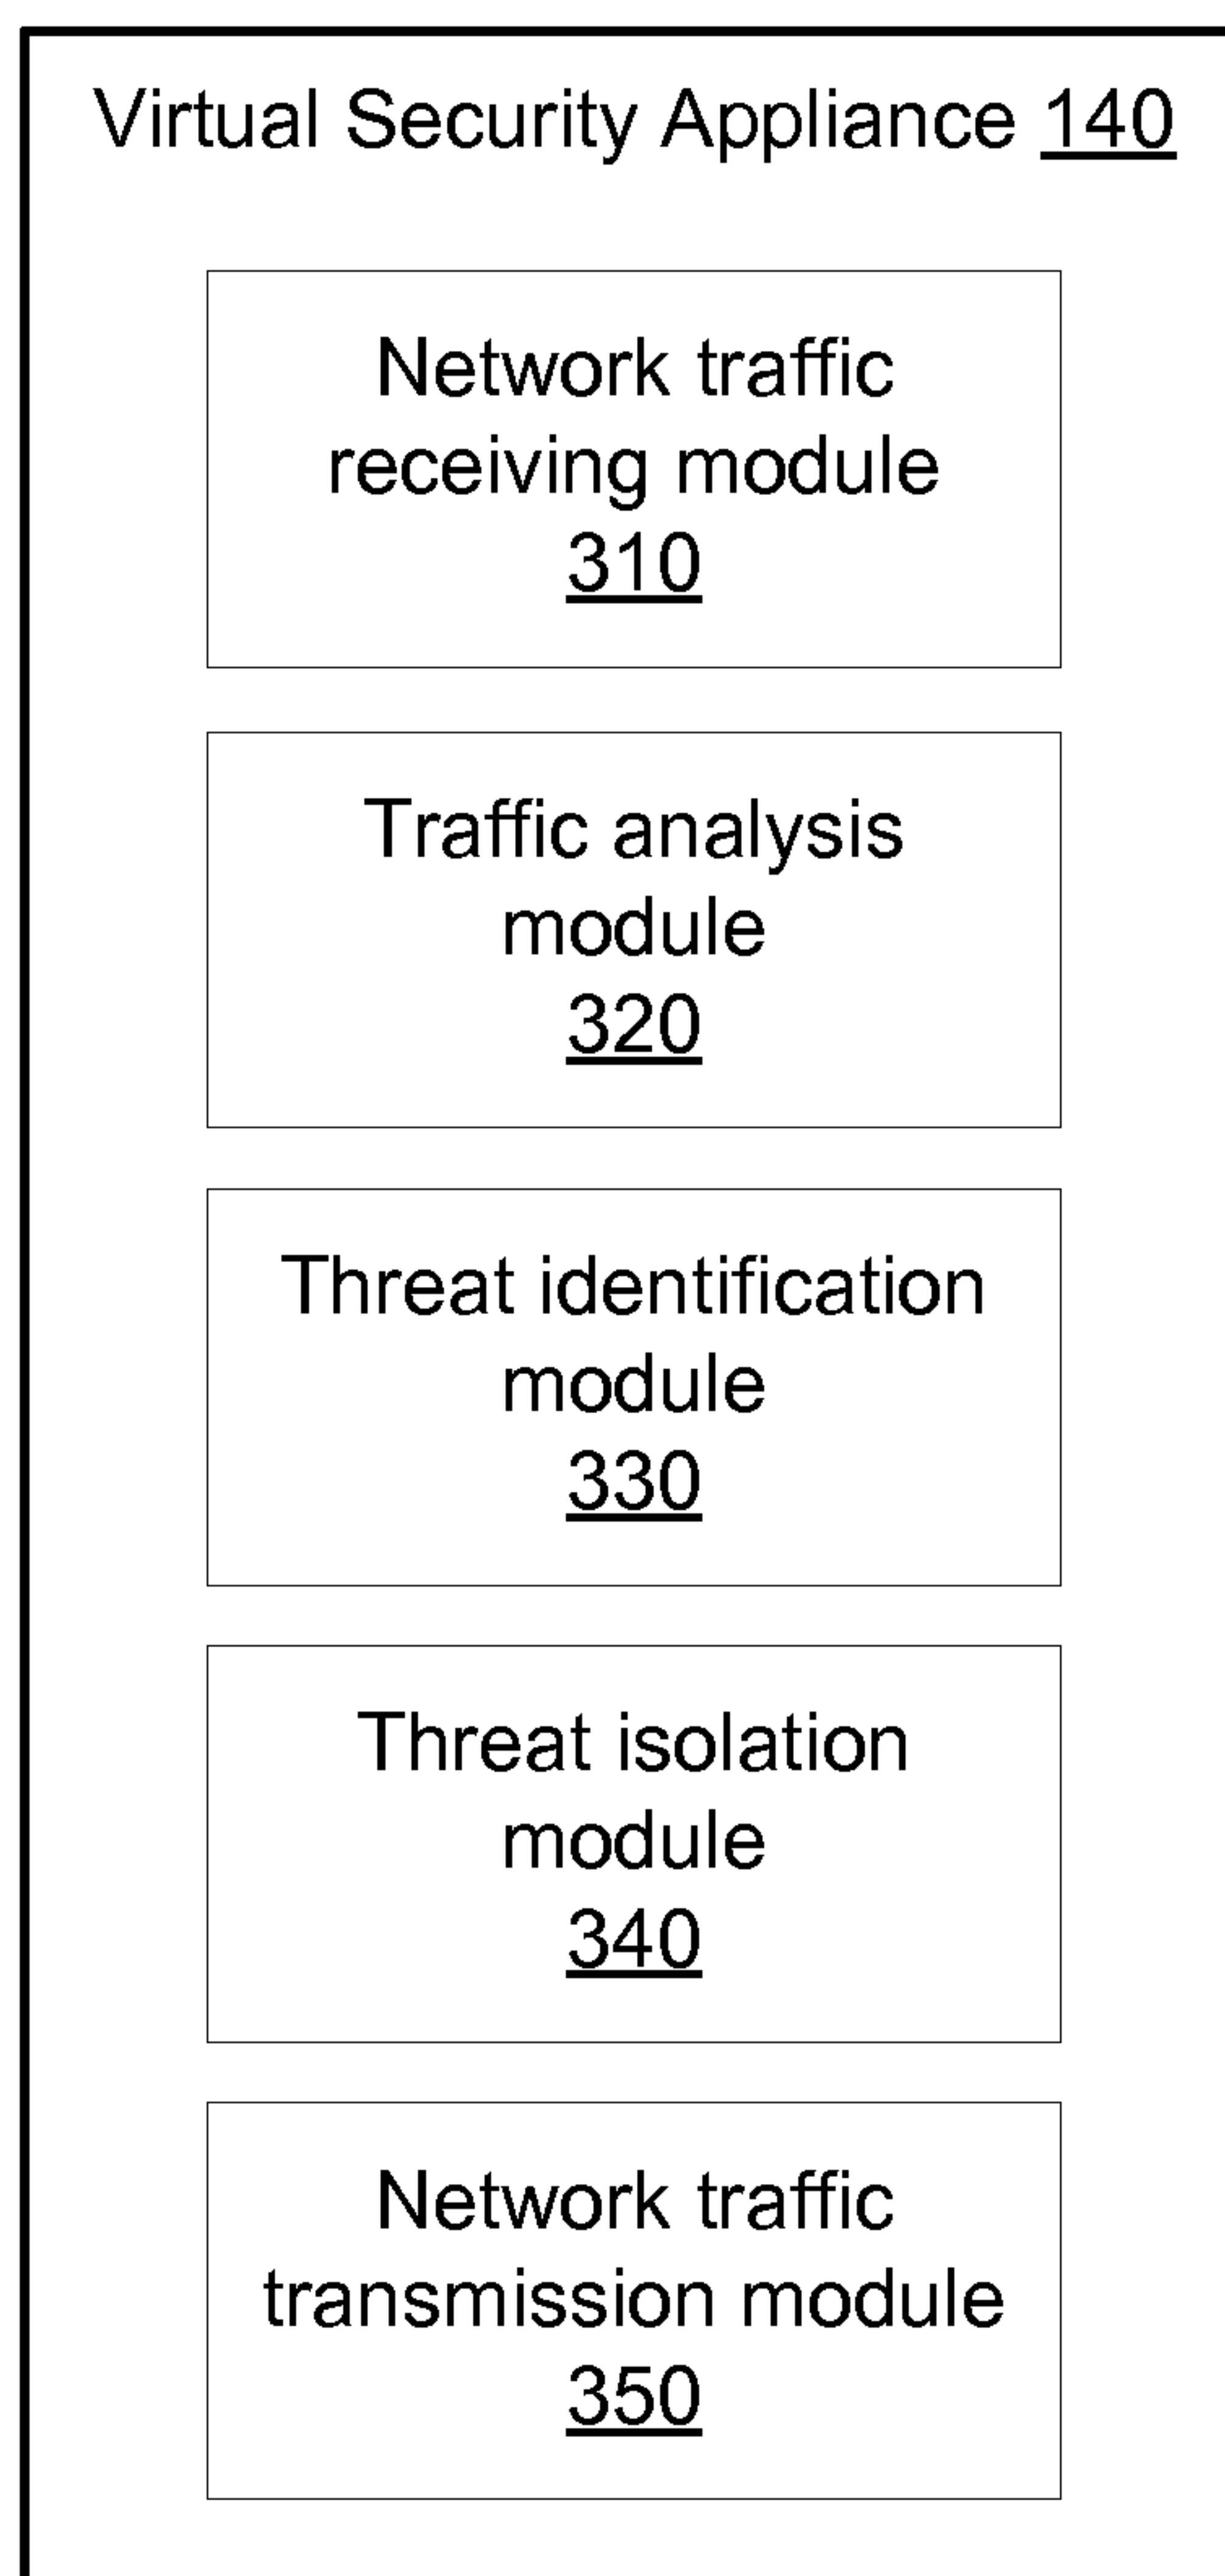 Virtual Security Appliance 140
Network traffic
receiving module
310
Traffic analysis
module
320
Threat identification
module
330
Threat isolation
module
340
Network traffic
transmission module
350